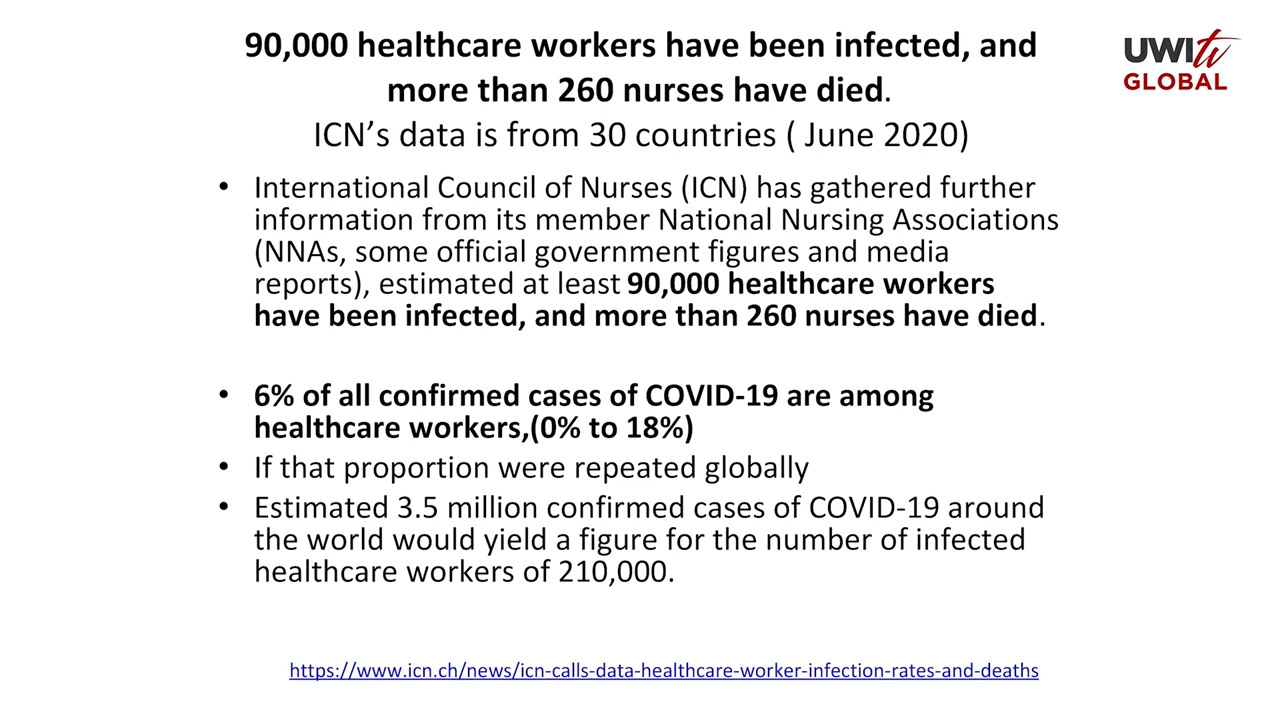 90,000 healthcare workers have been infected, and
more than 260 nurses have died.
ICN’s data is from 30 countries ( June 2020)
UWItv
GLOBAL
• International Council of Nurses (ICN) has gathered further
information from its member National Nursing Associations
(NNAs, some official government figures and media
reports), estimated at least 90,000 healthcare workers
have been infected, and more than 260 nurses have died.
• 6% of all confirmed cases of COVID-19 are among
healthcare workers,(0% to 18%)
• If that proportion were repeated globally
• Estimated 3.5 million confirmed cases of COVID-19 around
the world would yield a figure for the number of infected
healthcare workers of 210,000.
https://www.icn.ch/news/icn-calls-data-healthcare-worker-infection-rates-and-deaths